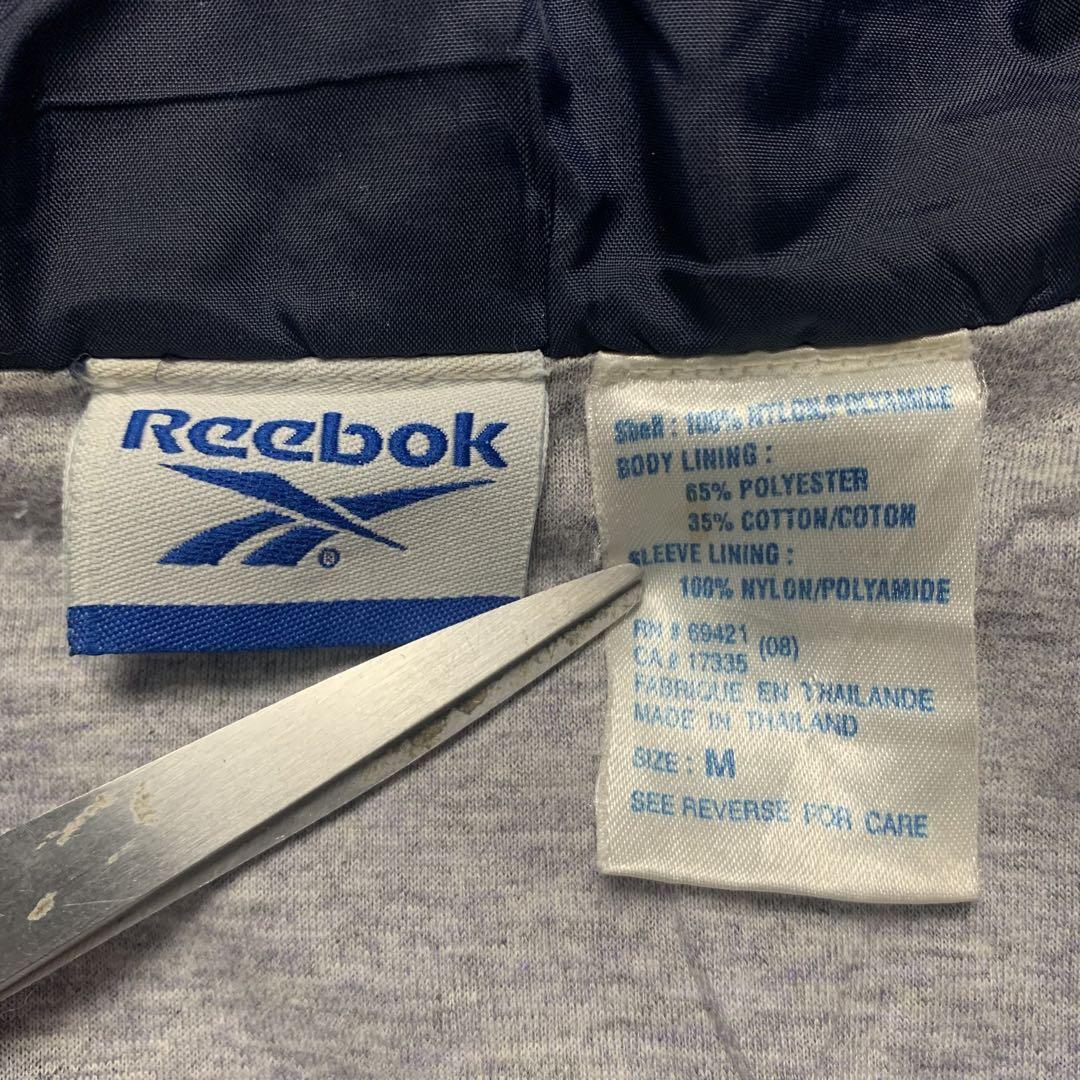 Reebok
®
Shell : 100% NYLON/POLYAMIDE
BODY LINING :
65% POLYESTER
35% COTTON/COTON
SLEEVE LINING :
100% NYLON/POLYAMIDE
RN # 69421 (08)
CA # 17335
FABRIQUE EN THAILANDE
MADE IN THAILAND
SIZE : M
SEE REVERSE FOR CARE